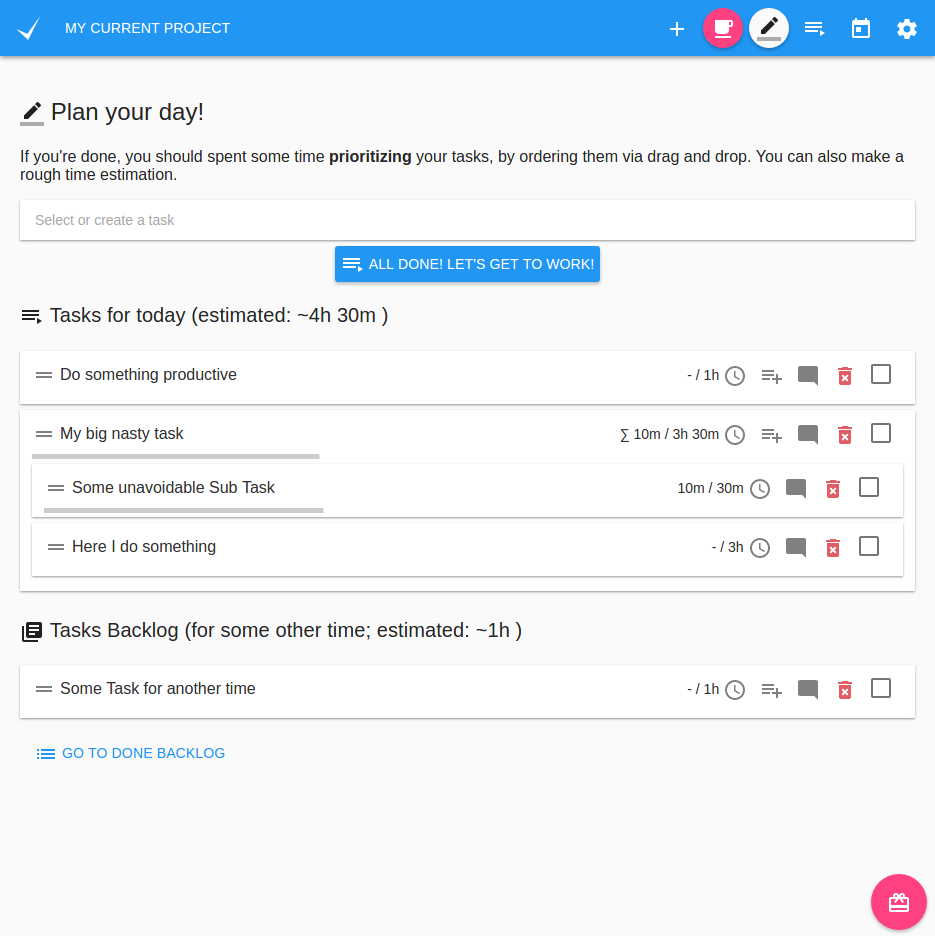 MY CURRENT PROJECT
Plan your day!
If you're done, you should spent some time prioritizing your tasks, by ordering them via drag and drop. You can also make a
rough time estimation.
Select or create a task
ALL DONE! LET'S GET TO WORK!
Tasks for today (estimated: ~4h 30m )
Do something productive - / 1h
My big nasty task ∑ 10m / 3h 30m
Some unavoidable Sub Task 10m / 30m
Here I do something - / 3h
Tasks Backlog (for some other time; estimated: ~1h )
Some Task for another time - / 1h
GO TO DONE BACKLOG